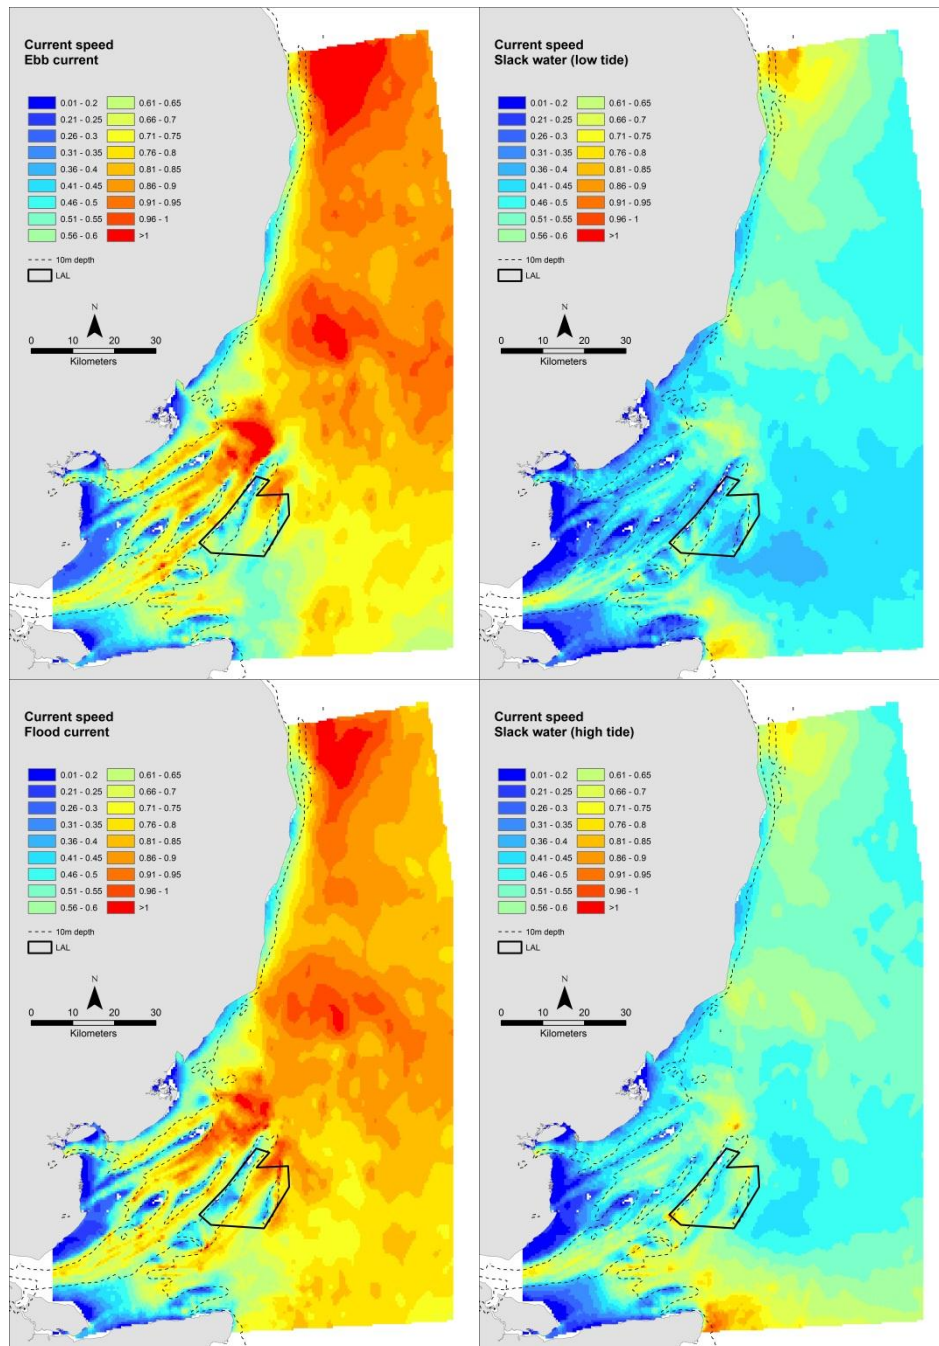 Current speed
Ebb current
0.01 - 0.2 0.61 - 0.65
0.21 - 0.25 0.66 - 0.7
0.26 - 0.3 0.71 - 0.75
0.31 - 0.35 0.76 - 0.8
0.36 - 0.4 0.81 - 0.85
0.41 - 0.45 0.86 - 0.9
0.46 - 0.5 0.91 - 0.95
0.51 - 0.55 0.96 - 1
0.56 - 0.6 >1
10m depth
LAL
N
0 10 20 30
Kilometers
Current speed
Slack water (low tide)
0.01 - 0.2 0.61 - 0.65
0.21 - 0.25 0.66 - 0.7
0.26 - 0.3 0.71 - 0.75
0.31 - 0.35 0.76 - 0.8
0.36 - 0.4 0.81 - 0.85
0.41 - 0.45 0.86 - 0.9
0.46 - 0.5 0.91 - 0.95
0.51 - 0.55 0.96 - 1
0.56 - 0.6 >1
10m depth
LAL
N
0 10 20 30
Kilometers
Current speed
Flood current
0.01 - 0.2 0.61 - 0.65
0.21 - 0.25 0.66 - 0.7
0.26 - 0.3 0.71 - 0.75
0.31 - 0.35 0.76 - 0.8
0.36 - 0.4 0.81 - 0.85
0.41 - 0.45 0.86 - 0.9
0.46 - 0.5 0.91 - 0.95
0.51 - 0.55 0.96 - 1
0.56 - 0.6 >1
10m depth
LAL
N
0 10 20 30
Kilometers
Current speed
Slack water (high tide)
0.01 - 0.2 0.61 - 0.65
0.21 - 0.25 0.66 - 0.7
0.26 - 0.3 0.71 - 0.75
0.31 - 0.35 0.76 - 0.8
0.36 - 0.4 0.81 - 0.85
0.41 - 0.45 0.86 - 0.9
0.46 - 0.5 0.91 - 0.95
0.51 - 0.55 0.96 - 1
0.56 - 0.6 >1
10m depth
LAL
N
0 10 20 30
Kilometers